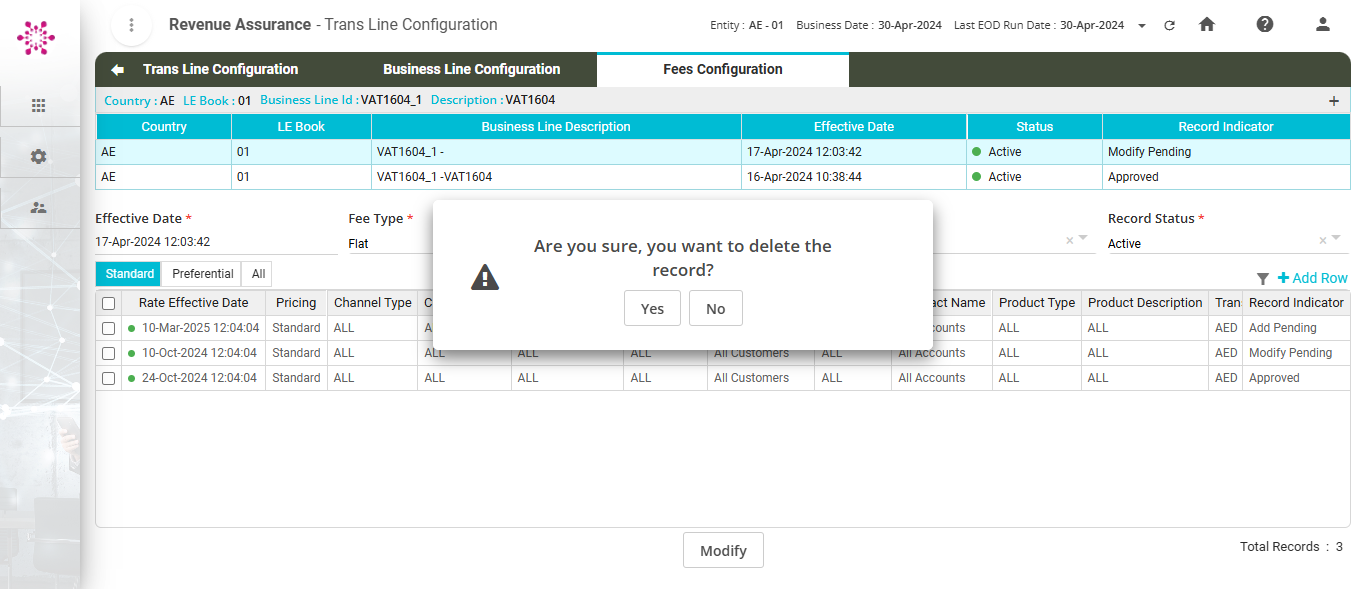 Revenue Assurance - Trans Line Configuration
Entity : AE - 01 Business Date : 30-Apr-2024 Last EOD Run Date : 30-Apr-2024
Trans Line Configuration Business Line Configuration Fees Configuration
Country : AE LE Book : 01 Business Line Id : VAT1604_1 Description : VAT1604 +
Country LE Book Business Line Description Effective Date Status Record Indicator
AE 01 VAT1604_1 - 17-Apr-2024 12:03:42 Active Modify Pending
AE 01 VAT1604_1 -VAT1604 16-Apr-2024 10:38:44 Active Approved
Effective Date * Fee Type * Record Status *
17-Apr-2024 12:03:42 Flat × Active ×
Are you sure, you want to delete the
record?
Yes No
Standard Preferential All + Add Row
Rate Effective Date Pricing Channel Type C act Name Product Type Product Description Tran Record Indicator
10-Mar-2025 12:04:04 Standard ALL A counts ALL ALL AED Add Pending
10-Oct-2024 12:04:04 Standard ALL ALL ALL ALL All Customers ALL All Accounts ALL ALL AED Modify Pending
24-Oct-2024 12:04:04 Standard ALL ALL ALL ALL All Customers ALL All Accounts ALL ALL AED Approved
Modify
Total Records : 3